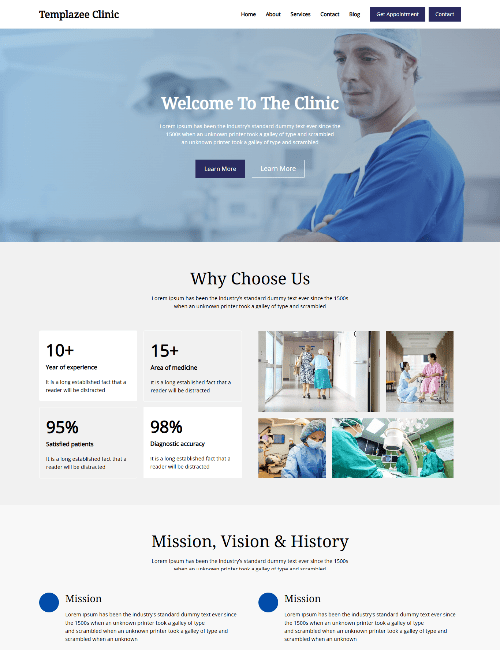 Templazee Clinic
Home About Services Contact Blog Get Appointment Contact
Welcome To The Clinic
Lorem Ipsum has been the industry's standard dummy text ever since the
1500s when an unknown printer took a galley of type and scrambled
an unknown printer took a galley of type and scrambled
Learn More Learn More
Why Choose Us
Lorem Ipsum has been the industry's standard dummy text ever since the 1500s
when an unknown printer took a galley of type and scrambled
10+
Year of experience
It is a long established fact that a
reader will be distracted
15+
Area of medicine
It is a long established fact that a
reader will be distracted
95%
Satisfied patients
It is a long established fact that a
reader will be distracted
98%
Diagnostic accuracy
It is a long established fact that a
reader will be distracted
Mission, Vision & History
Lorem Ipsum has been the industry's standard dummy text ever since the 1500s
when an unknown printer took a galley of type and scrambled
Mission
Lorem Ipsum has been the industry's standard dummy text ever since
the 1500s when an unknown printer took a galley of type
and scrambled when an unknown printer took a galley of type and
scrambled unknown
Mission
Lorem Ipsum has been the industry's standard dummy text ever since
the 1500s when an unknown printer took a galley of type
and scrambled when an unknown printer took a galley of type and
scrambled unknown